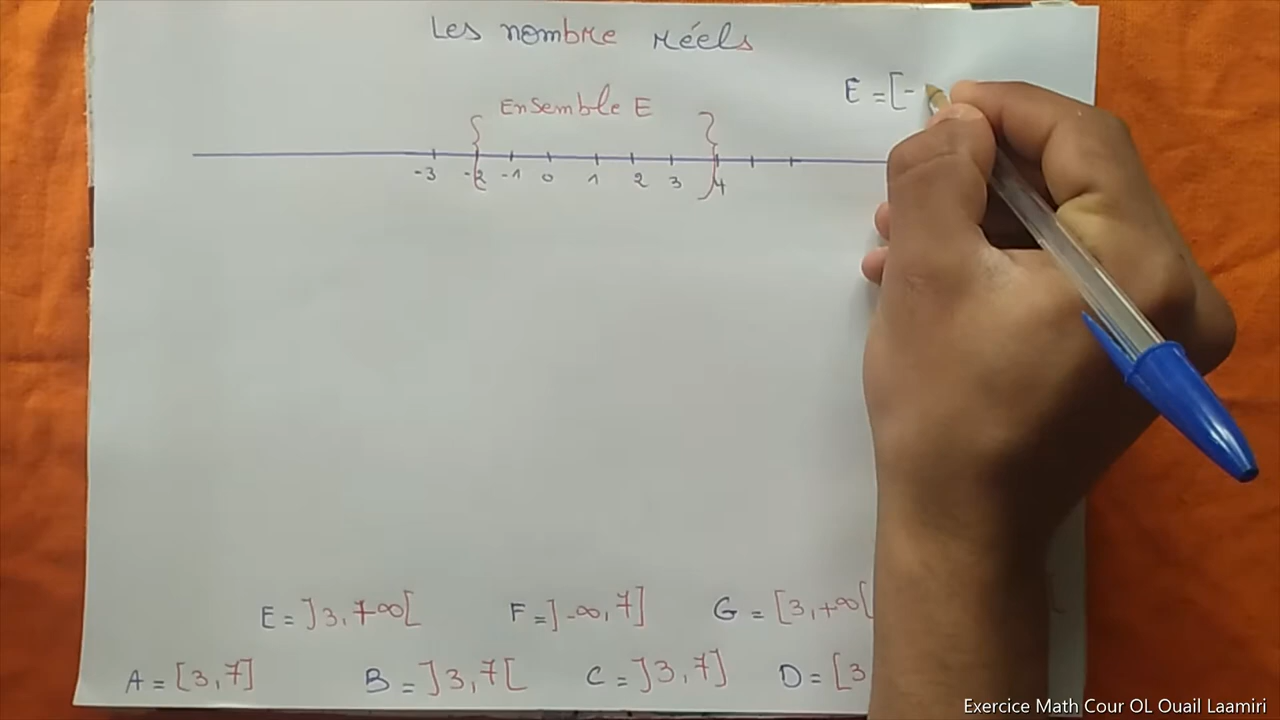 Les nombre réels
E = [-
Ensemble E
-3 -2 -1 0 1 2 3 4
E = ]3, +∞[ F = ]-∞, 7] G = [3, +∞[
A = [3, 7] B = ]3, 7[ C = ]3, 7] D = [3
Exercice Math Cour OL Ouail Laamiri